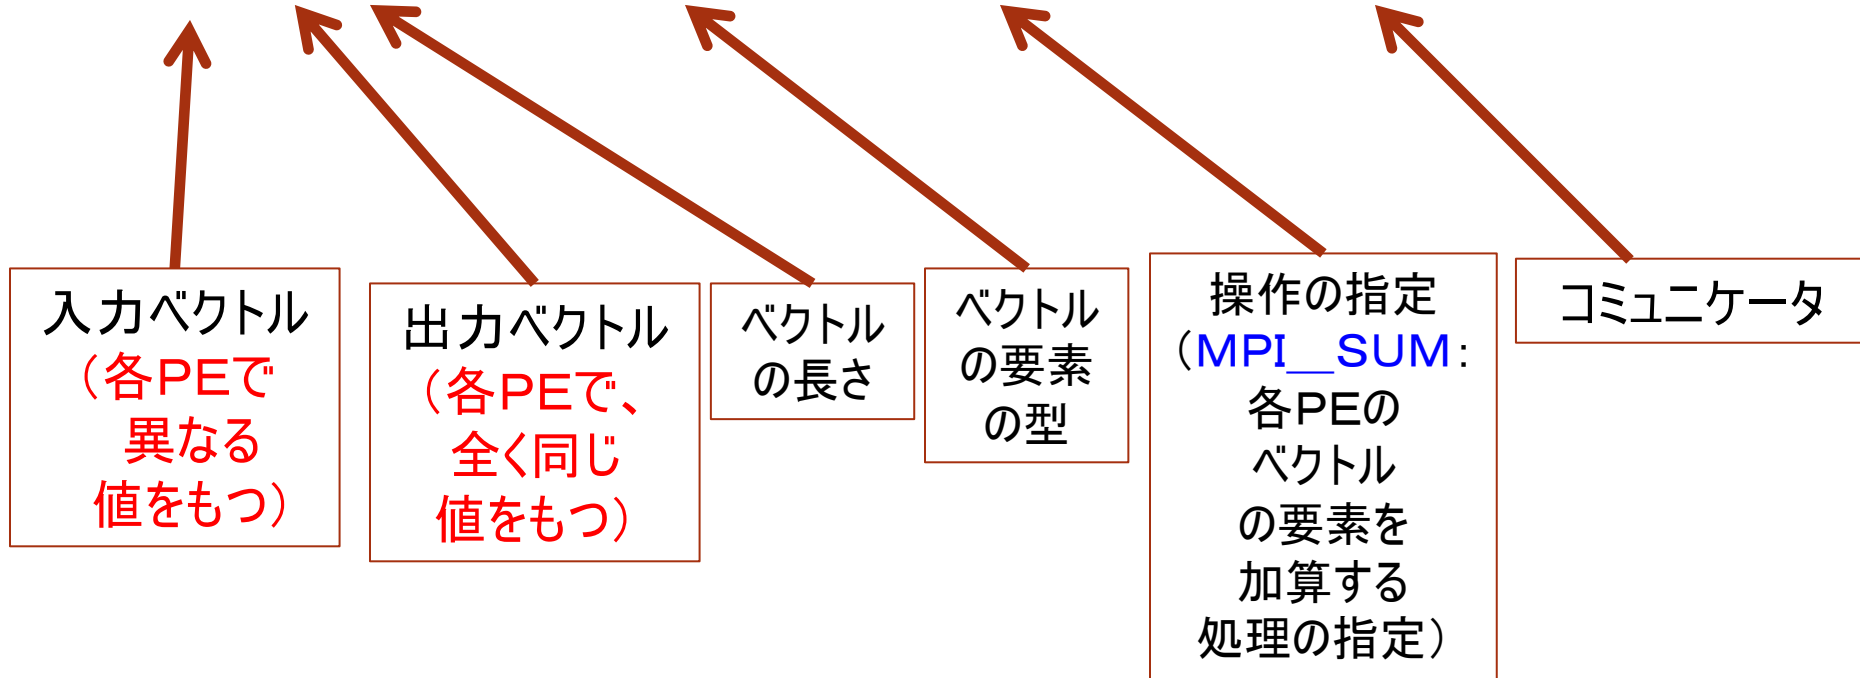 入力ベクトル
（各ＰＥで
異なる
値をもつ）
出力ベクトル
（各ＰＥで、
全く同じ
値をもつ）
ベクトル
の長さ
ベクトル
の要素
の型
操作の指定
（ＭＰＩ＿ＳＵＭ：
各ＰＥの
ベクトル
の要素を
加算する
処理の指定）
コミュニケータ